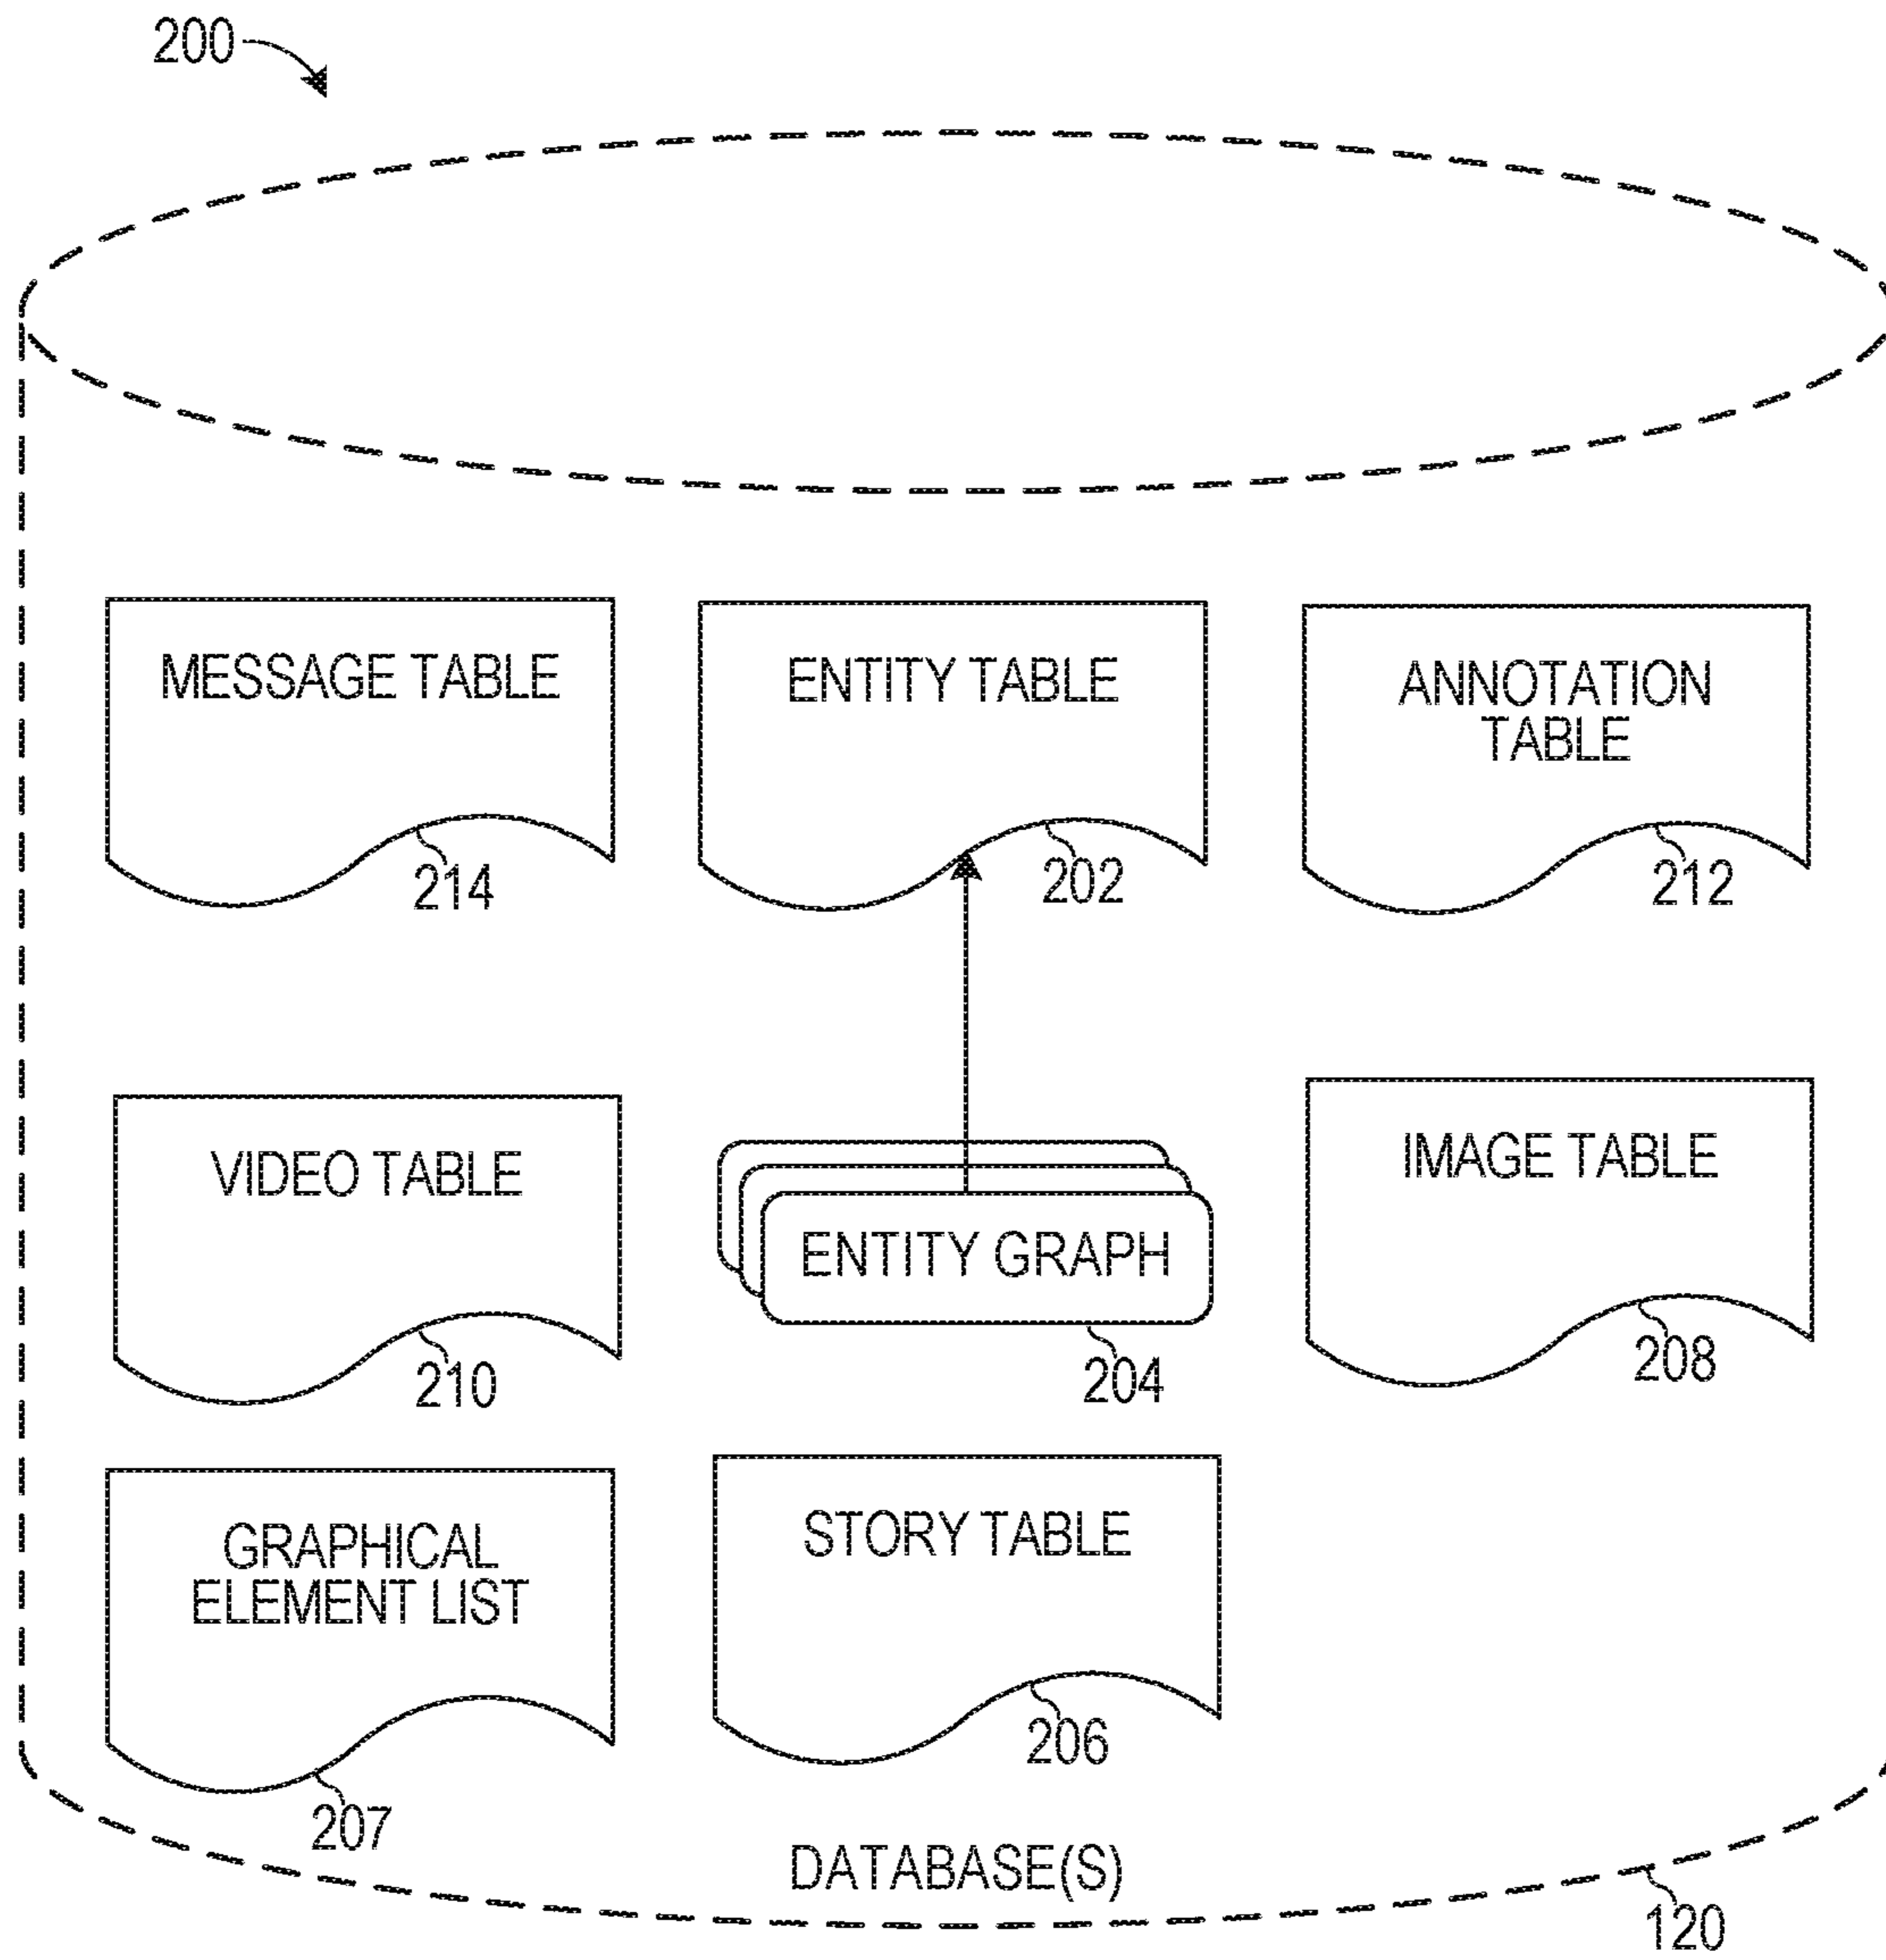 200
MESSAGE TABLE
214
ENTITY TABLE
202
ANNOTATION
TABLE
212
VIDEO TABLE
210
ENTITY GRAPH
204
IMAGE TABLE
208
GRAPHICAL
ELEMENT LIST
207
STORY TABLE
206
DATABASE(S)
120